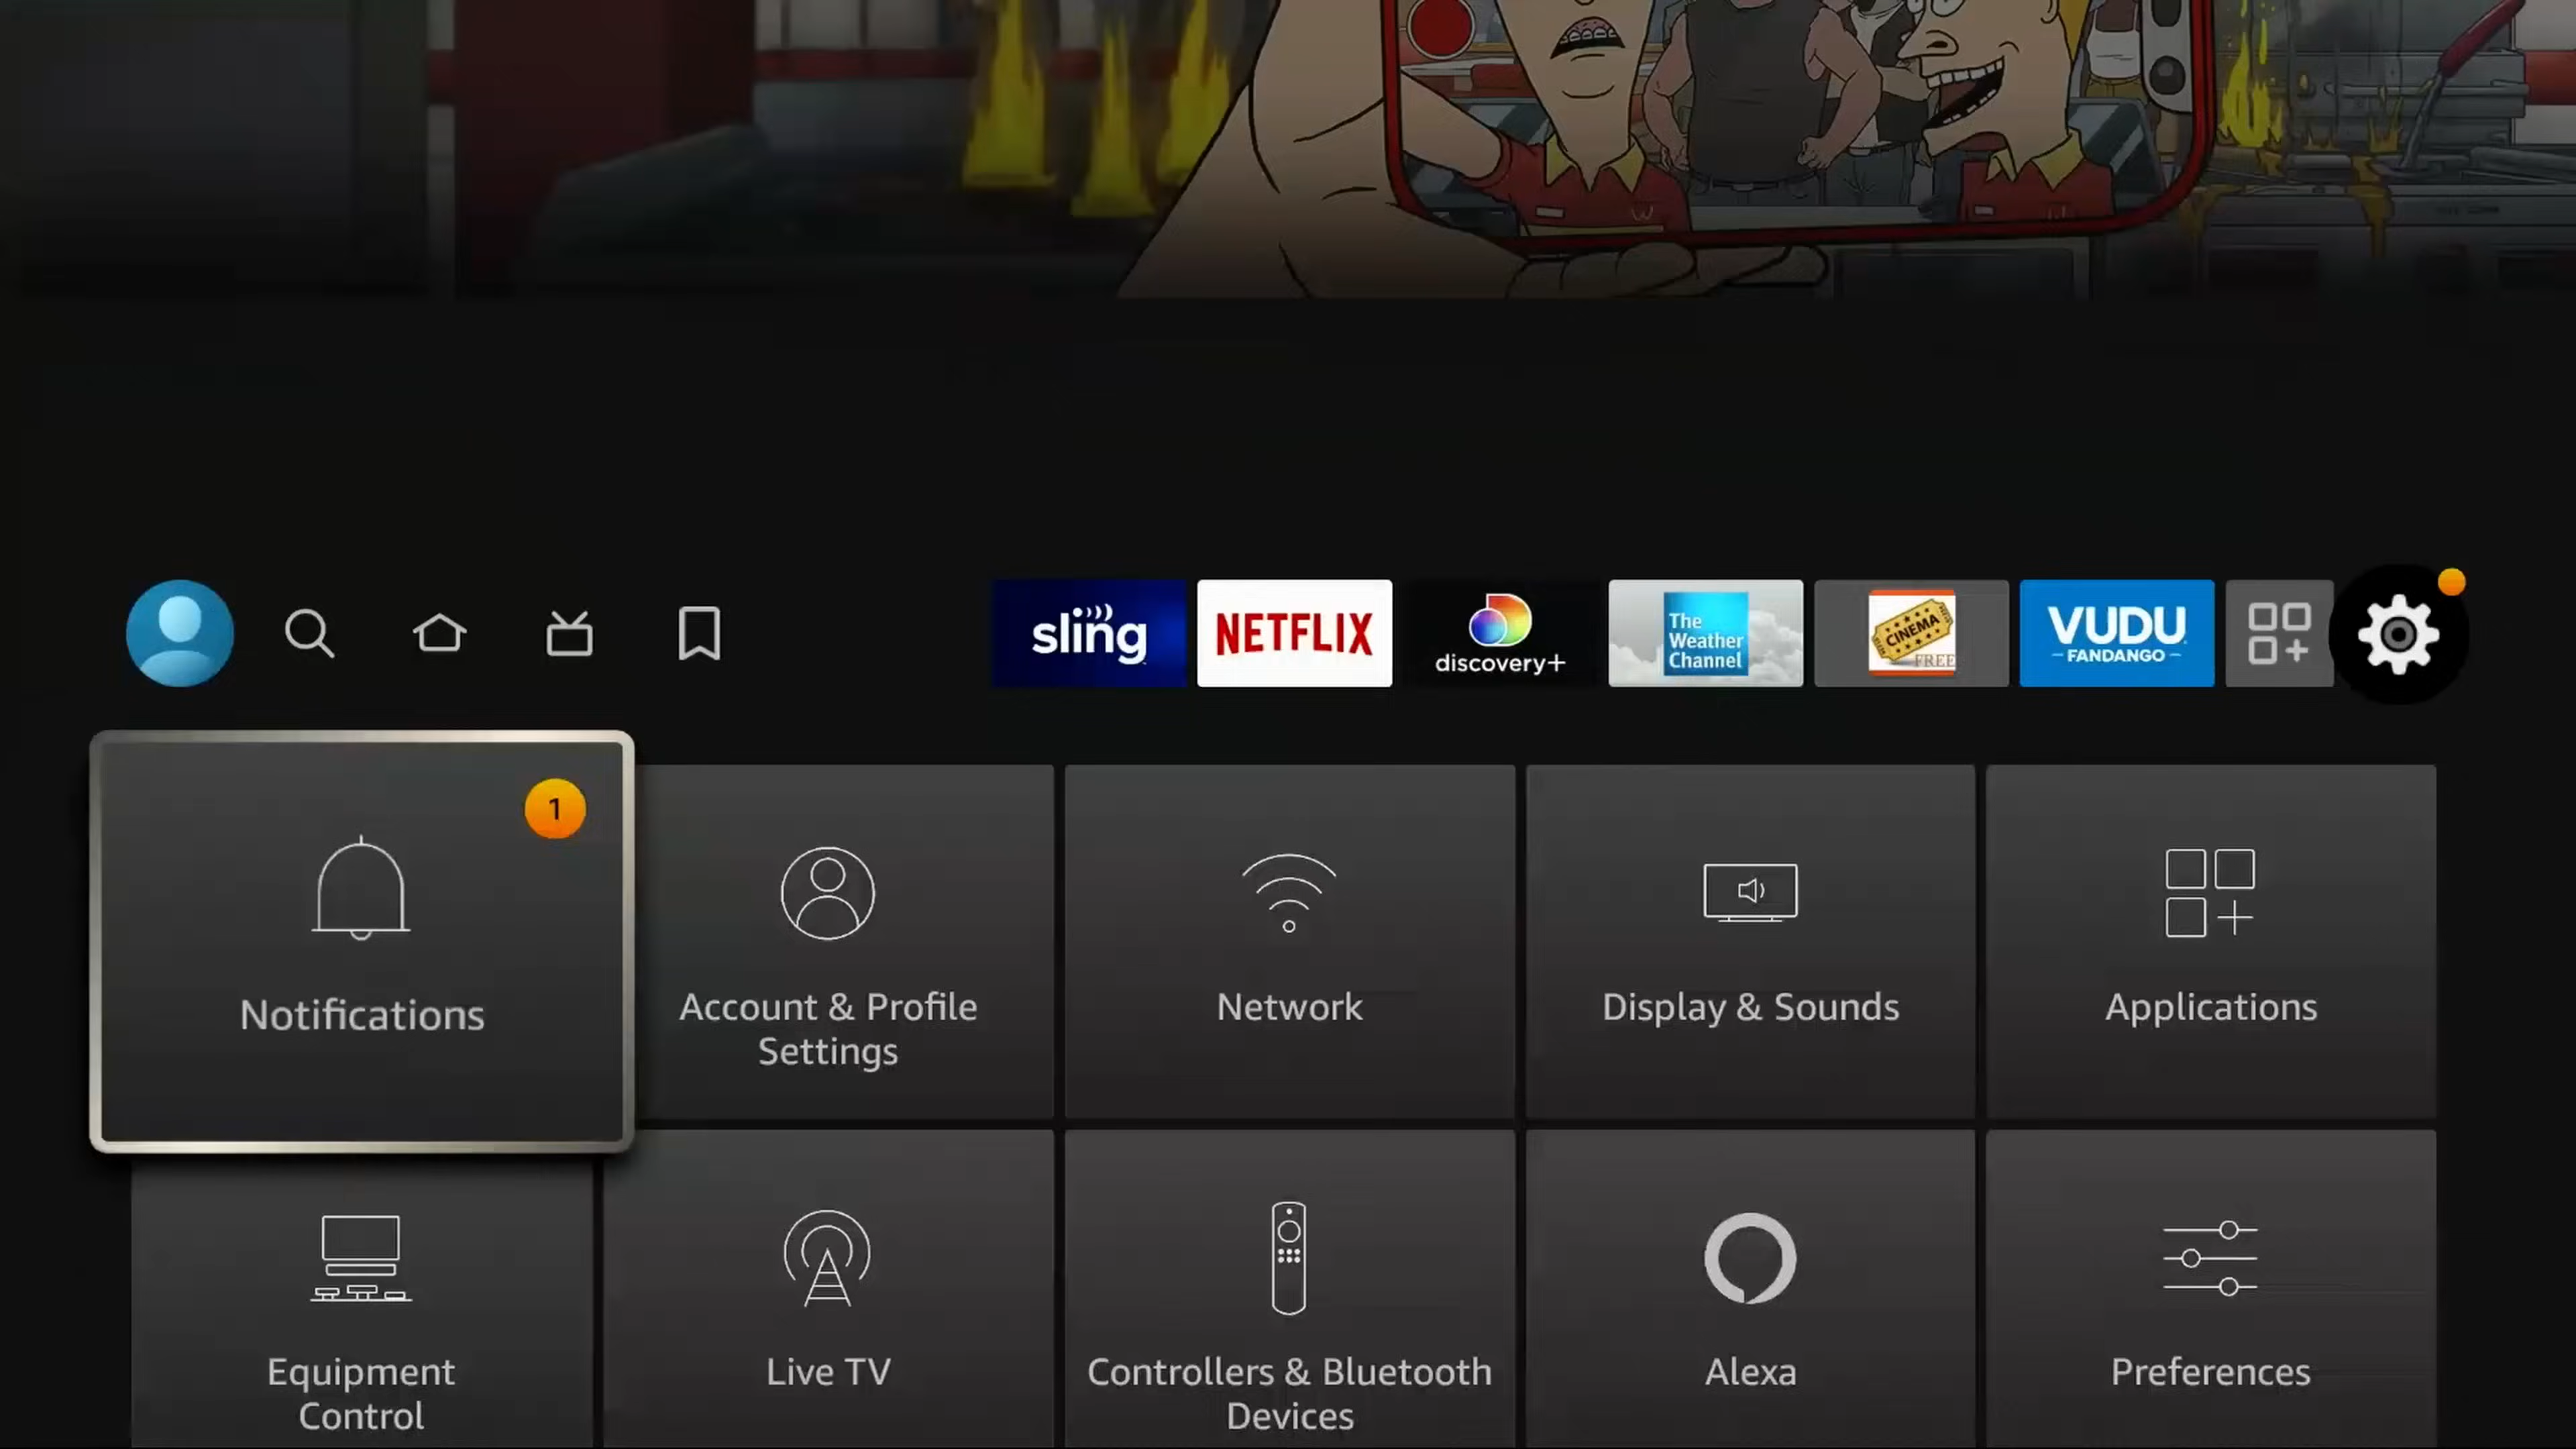 sling
NETFLIX
discovery+
The
Weather
Channel
CINEMA
FREE
VUDU
FANDANGO
1
Notifications
Account & Profile
Settings
Network
Display & Sounds
Applications
Equipment
Control
Live TV
Controllers & Bluetooth
Devices
Alexa
Preferences